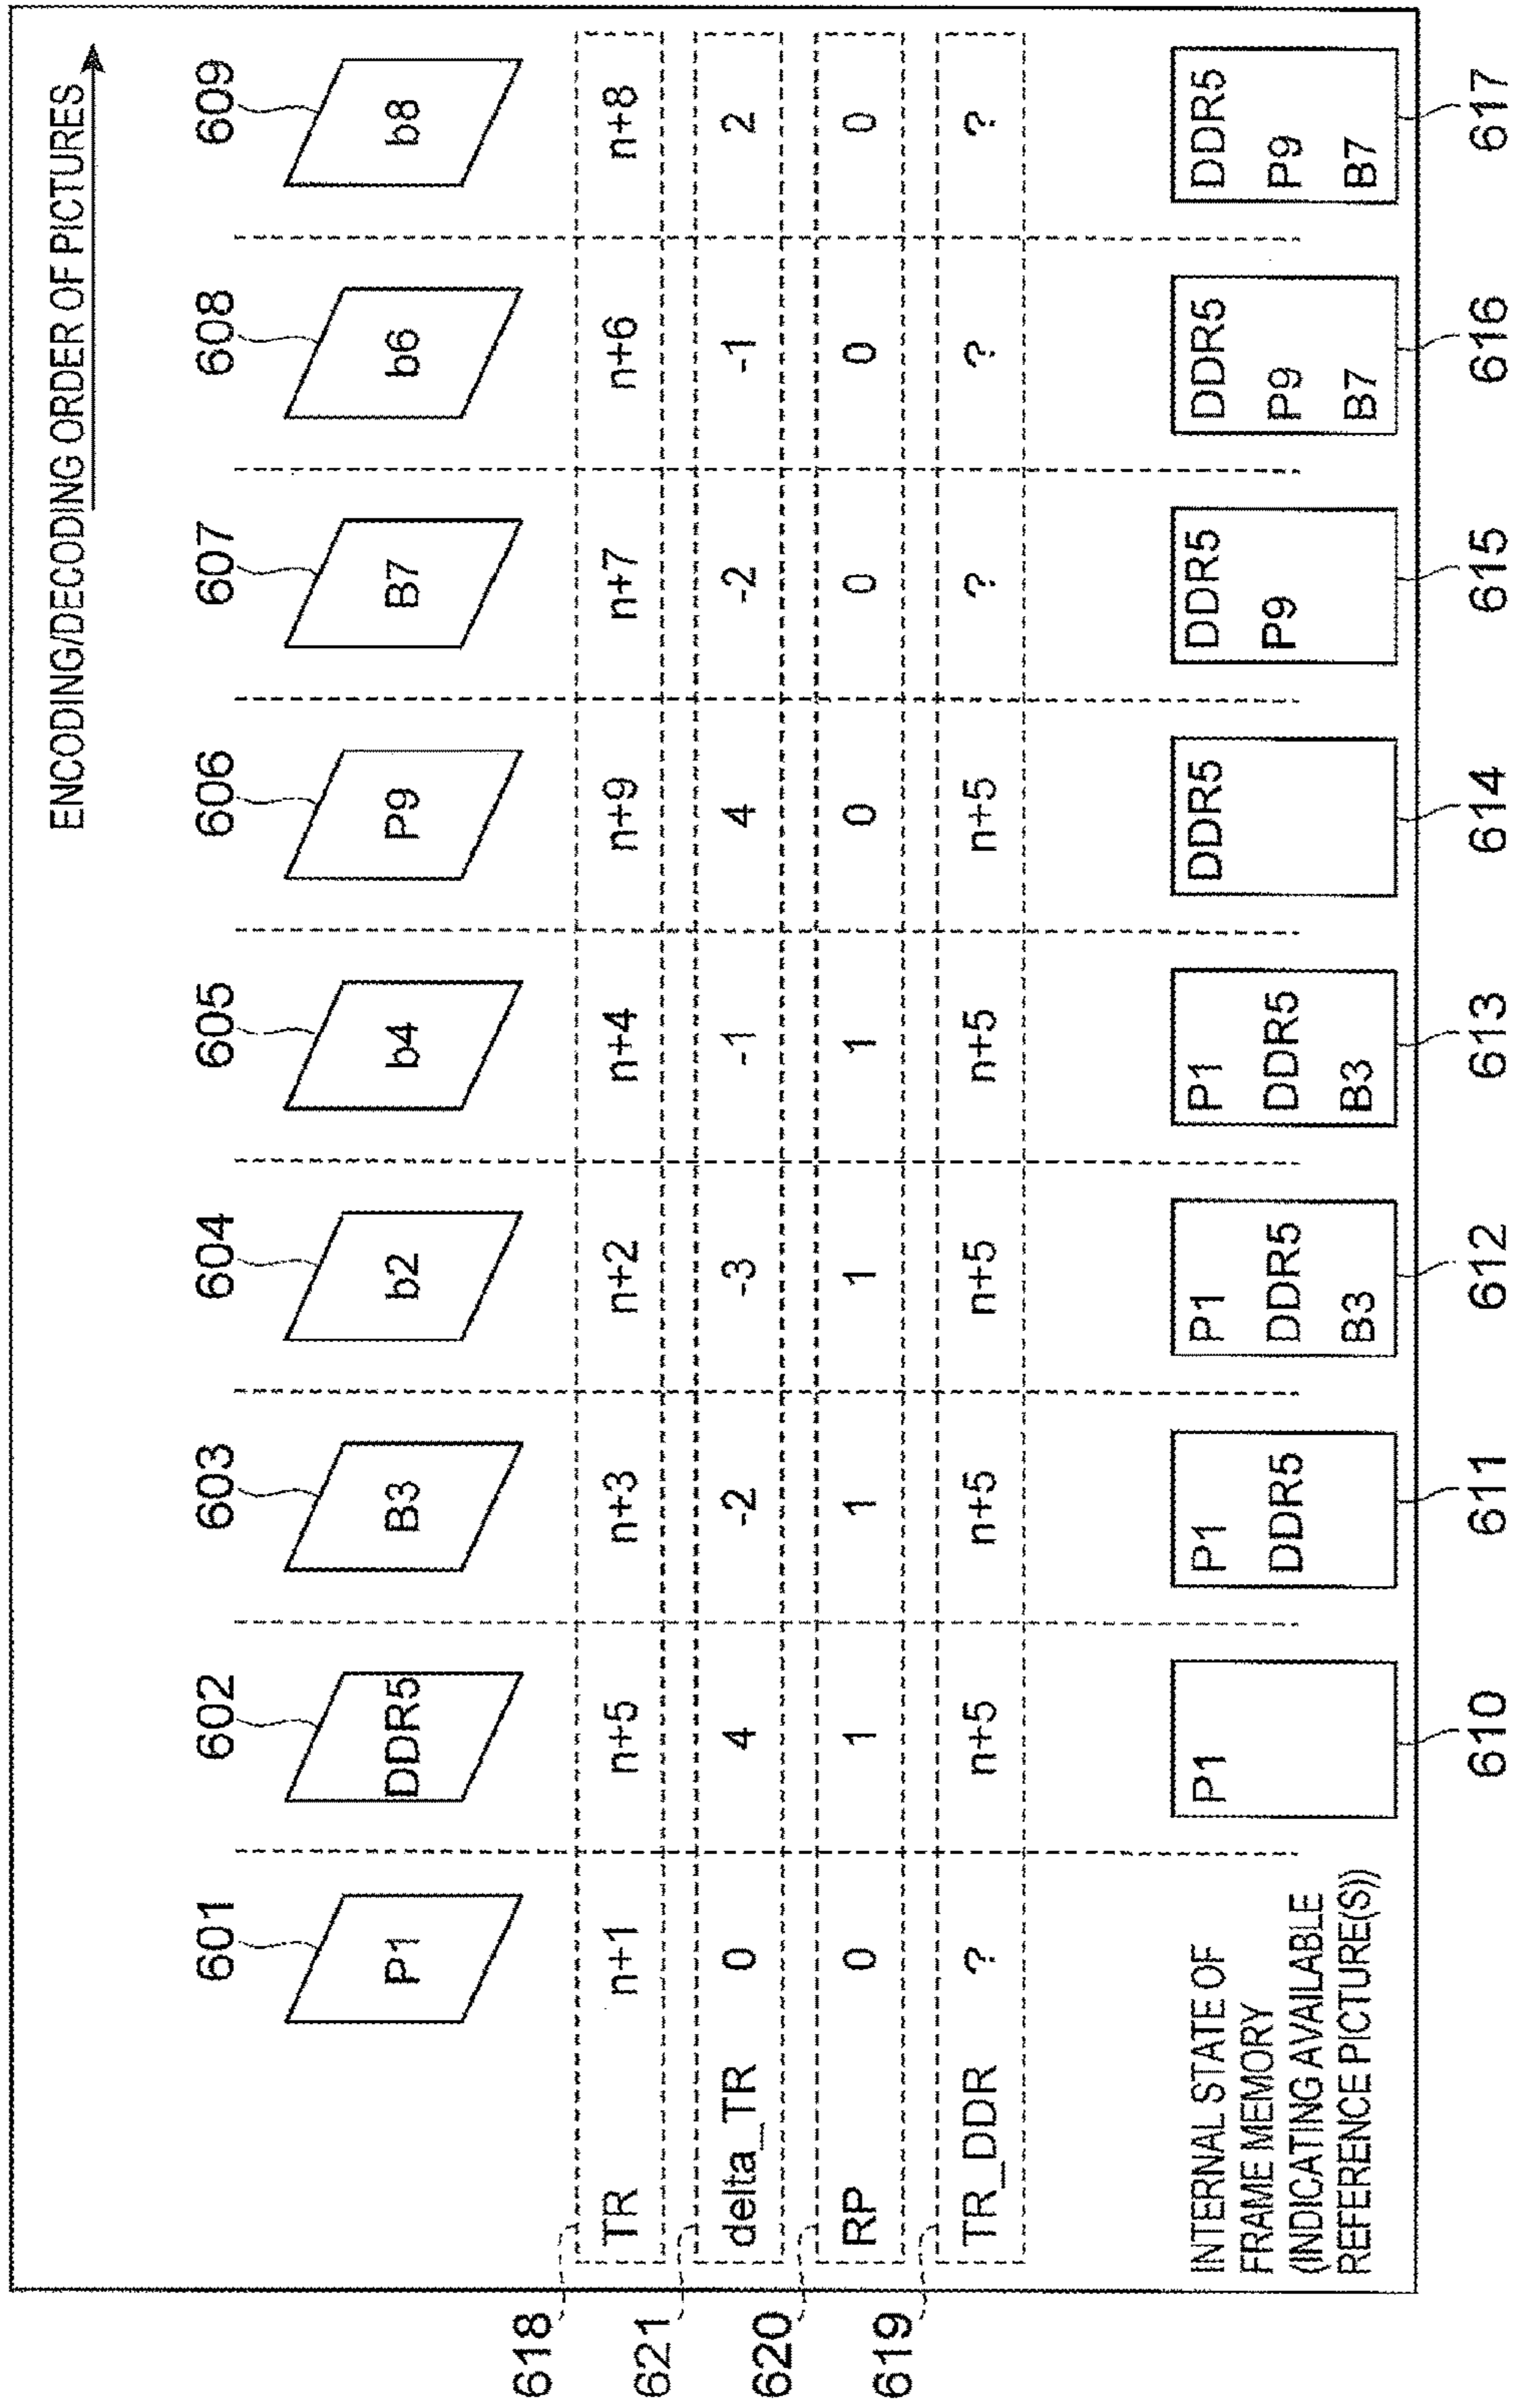 ENCODING/DECODING ORDER OF PICTURES
601 602 603 604 605 606 607 608 609
P1 DDR5 B3 b2 b4 P9 B7 b6 b8
618 TR n+1 n+5 n+3 n+2 n+4 n+9 n+7 n+6 n+8
621 delta_TR 0 4 -2 -3 -1 4 -2 -1 2
620 RP 0 1 1 1 1 0 0 0 0
619 TR_DDR ? n+5 n+5 n+5 n+5 n+5 ? ? ?
INTERNAL STATE OF
FRAME MEMORY
(INDICATING AVAILABLE
REFERENCE PICTURE(S))
P1 P1 P1 P1 DDR5 DDR5 DDR5 DDR5
DDR5 DDR5 DDR5 P9 P9 P9
B3 B3 B7 B7
610 611 612 613 614 615 616 617